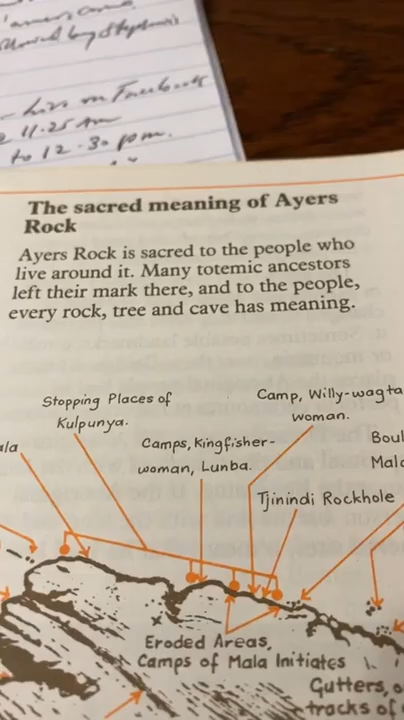 on Facebook
11.25 Am
to 12.30 pm.
The sacred meaning of Ayers
Rock
Ayers Rock is sacred to the people who
live around it. Many totemic ancestors
left their mark there, and to the people,
every rock, tree and cave has meaning.
Stopping Places of
Kulpunya.
Camp, Willy-wagta
woman.
Camps, Kingfisher-
woman, Lunba.
Boul
Mala
Tjinindi Rockhole
ala
Eroded Areas,
Camps of Mala Initiates
Gutters, o
tracks of